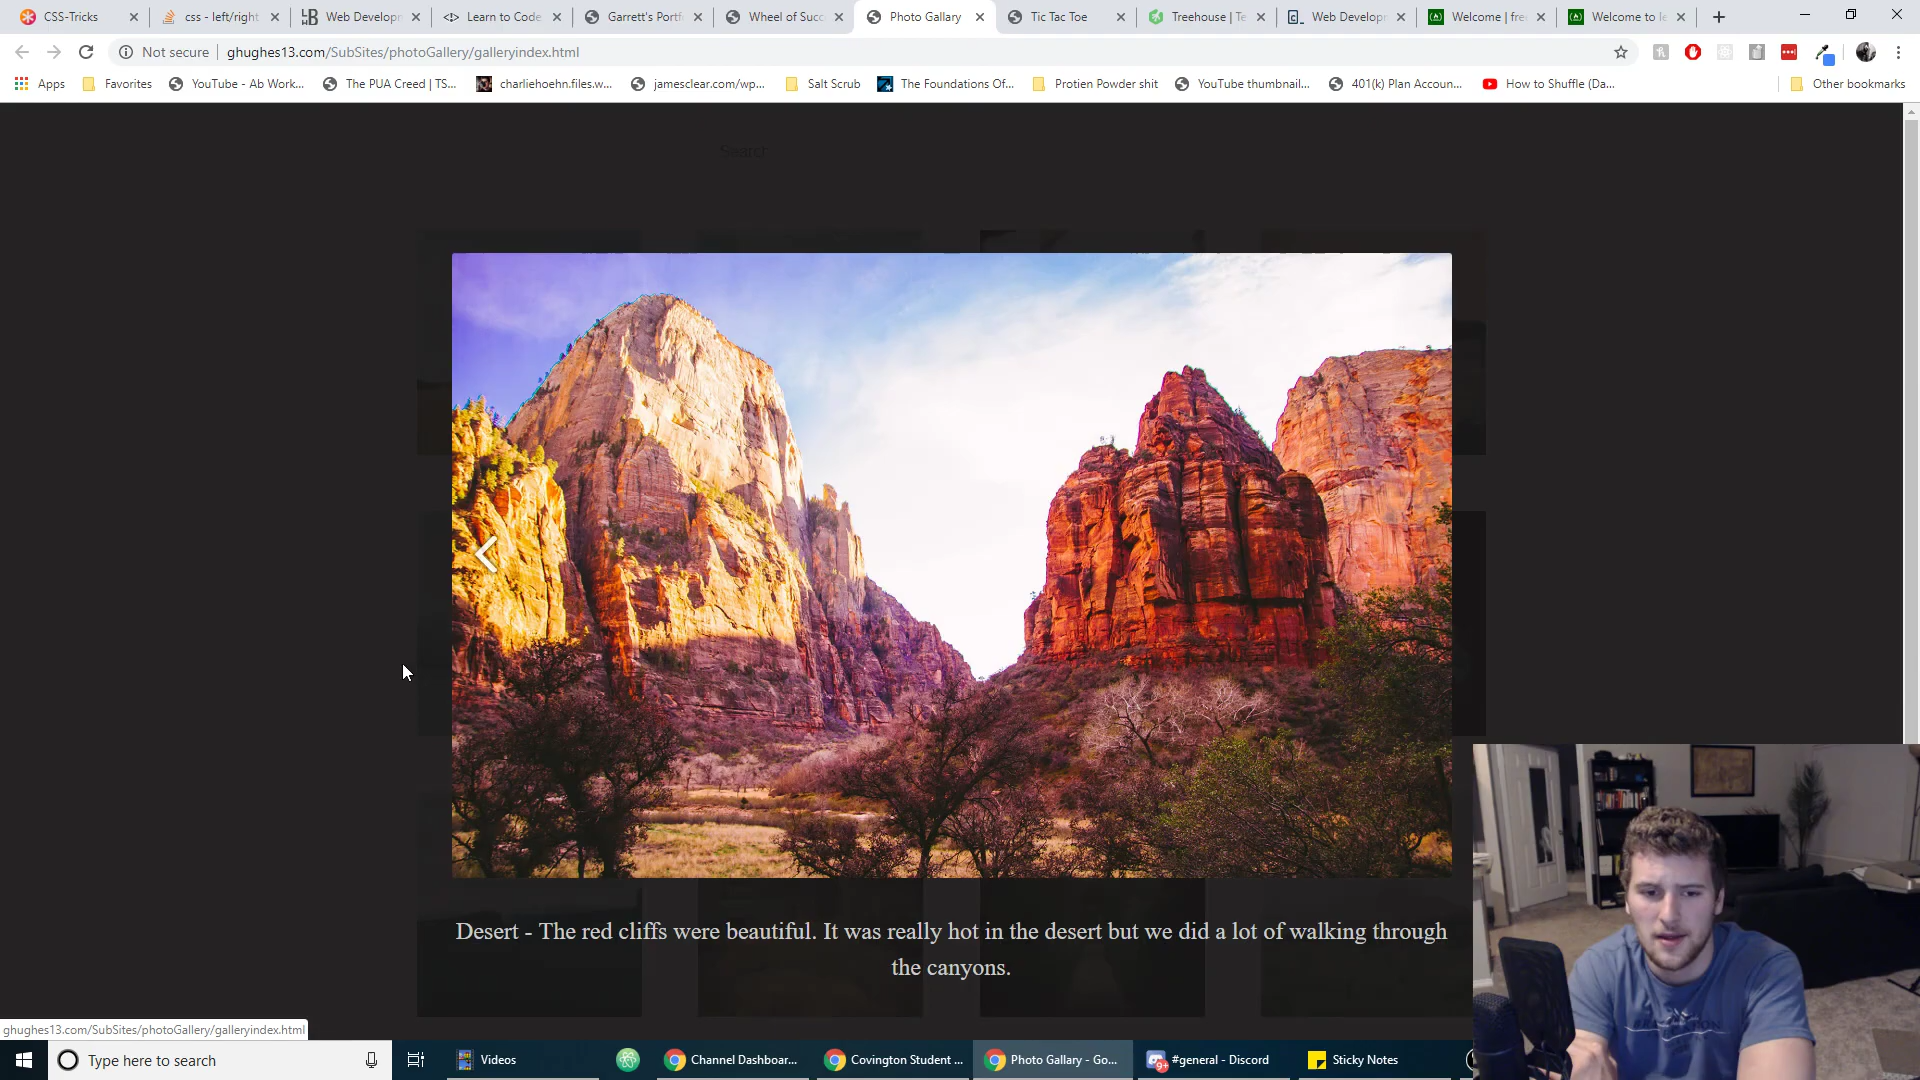 CSS-Tricks
css - left/right
Web Developm
Learn to Code
Garrett's Portf
Wheel of Succ
Photo Gallary
Tic Tac Toe
Treehouse | Te
Web Develop
Welcome | fre
Welcome to le
Not secure
ghughes13.com/SubSites/photoGallery/galleryindex.html
Apps
Favorites
YouTube - Ab Work...
The PUA Creed | TS...
charliehoehn.files.w...
jamesclear.com/wp...
Salt Scrub
The Foundations Of...
Protien Powder shit
YouTube thumbnail...
401(k) Plan Accoun...
How to Shuffle (Da...
Other bookmarks
Search
Desert - The red cliffs were beautiful. It was really hot in the desert but we did a lot of walking through
the canyons.
ghughes13.com/SubSites/photoGallery/galleryindex.html
Type here to search
Videos
Channel Dashboar...
Covington Student ...
Photo Gallary - Go...
#general - Discord
Sticky Notes